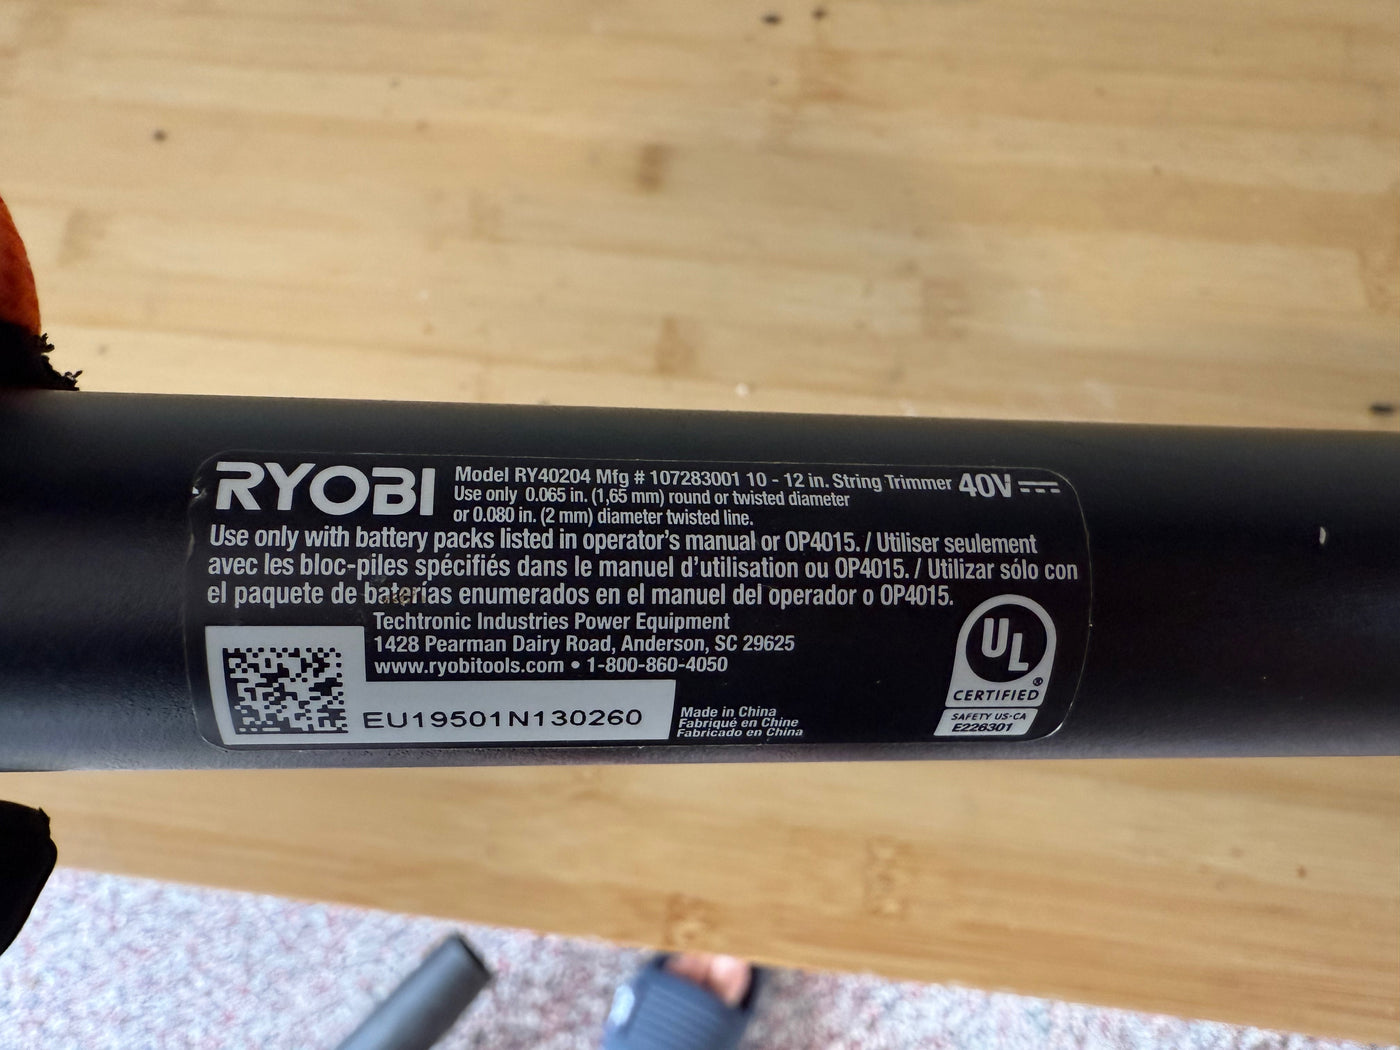 RYOBI
Model RY40204 Mfg # 107283001 10 - 12 in. String Trimmer 40V
Use only 0.065 in. (1,65 mm) round or twisted diameter
or 0.080 in. (2 mm) diameter twisted line.
Use only with battery packs listed in operator's manual or OP4015. / Utiliser seulement
avec les bloc-piles spécifiés dans le manuel d'utilisation ou OP4015. / Utilizar sólo con
el paquete de baterías enumerados en el manuel del operador o OP4015.
Techtronic Industries Power Equipment
1428 Pearman Dairy Road, Anderson, SC 29625
www.ryobitools.com • 1-800-860-4050
EU19501N130260
Made in China
Fabriqué en Chine
Fabricado en China
UL
®
CERTIFIED
SAFETY US-CA
E226301